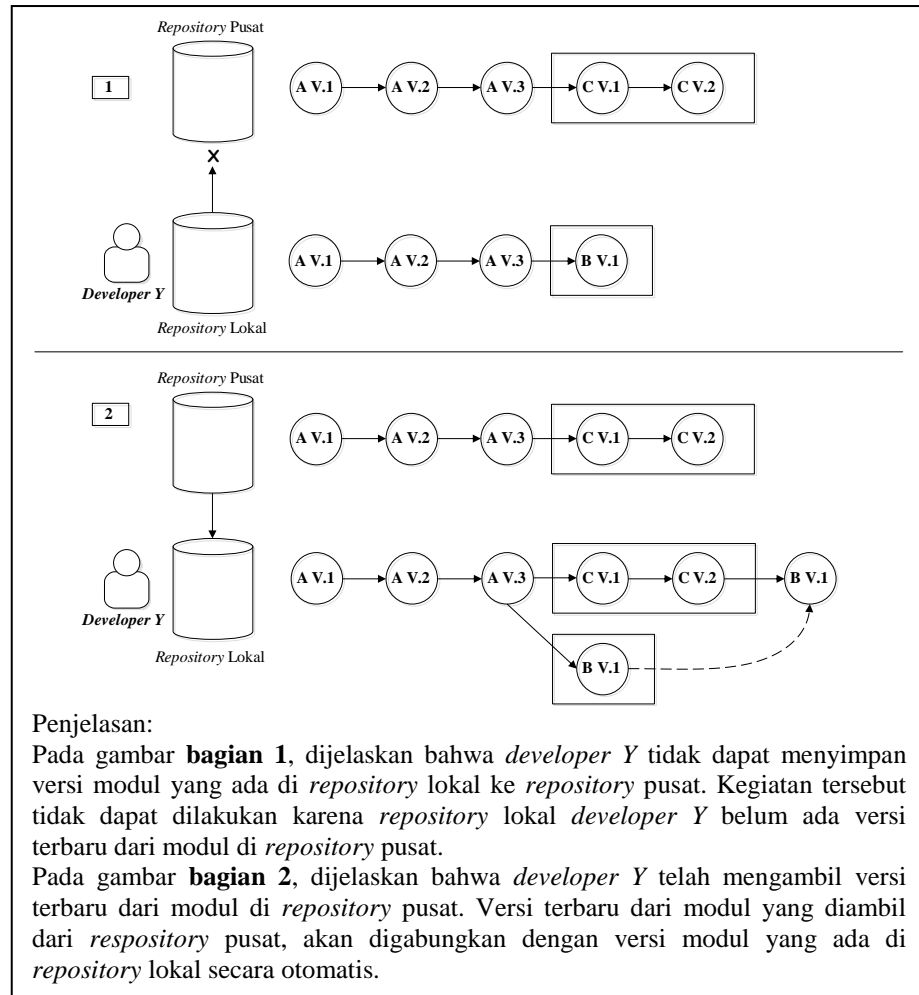 Repository Pusat
1
A V.1 A V.2 A V.3 C V.1 C V.2
X
A V.1 A V.2 A V.3 B V.1
Developer Y
Repository Lokal
Repository Pusat
2
A V.1 A V.2 A V.3 C V.1 C V.2
A V.1 A V.2 A V.3 C V.1 C V.2 B V.1
Developer Y
Repository Lokal
B V.1
Penjelasan:
Pada gambar bagian 1, dijelaskan bahwa developer Y tidak dapat menyimpan
versi modul yang ada di repository lokal ke repository pusat. Kegiatan tersebut
tidak dapat dilakukan karena repository lokal developer Y belum ada versi
terbaru dari modul di repository pusat.
Pada gambar bagian 2, dijelaskan bahwa developer Y telah mengambil versi
terbaru dari modul di repository pusat. Versi terbaru dari modul yang diambil
dari respository pusat, akan digabungkan dengan versi modul yang ada di
repository lokal secara otomatis.